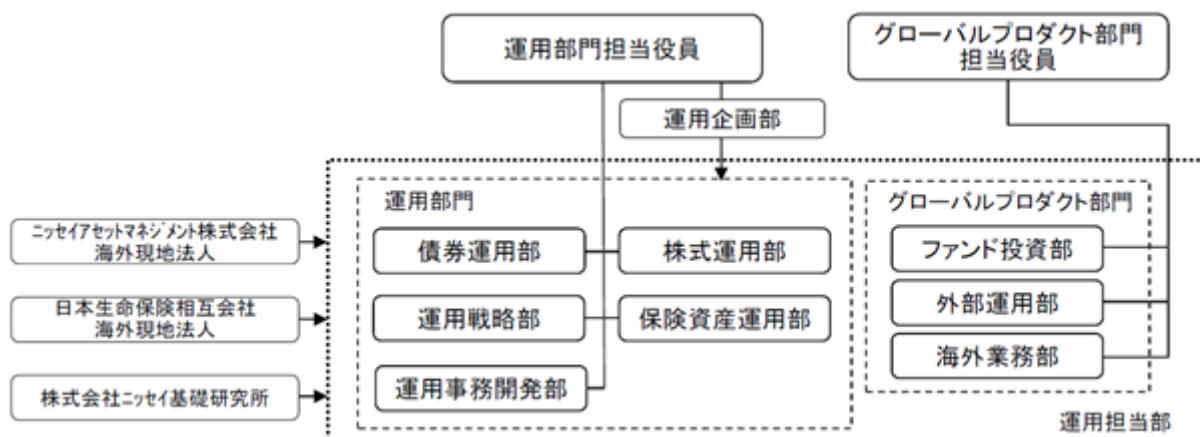 運用部門担当役員
グローバルプロダクト部門
担当役員
運用企画部
運用部門
グローバルプロダクト部門
ニッセイアセットマネジメント株式会社
海外現地法人
債券運用部
株式運用部
ファンド投資部
日本生命保険相互会社
海外現地法人
運用戦略部
保険資産運用部
外部運用部
海外業務部
株式会社ニッセイ基礎研究所
運用事務開発部
運用担当部